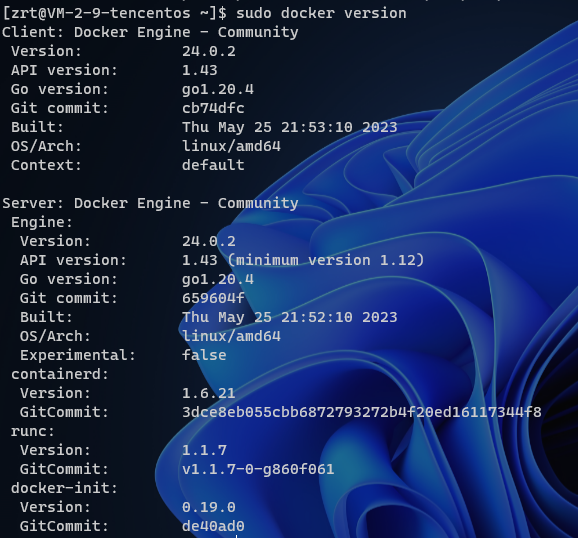 [zrt@VM-2-9-tencentos ~]$ sudo docker version
Client: Docker Engine - Community
Version: 24.0.2
API version: 1.43
Go version: go1.20.4
Git commit: cb74dfc
Built: Thu May 25 21:53:10 2023
OS/Arch: linux/amd64
Context: default
Server: Docker Engine - Community
Engine:
Version: 24.0.2
API version: 1.43 (minimum version 1.12)
Go version: go1.20.4
Git commit: 659604f
Built: Thu May 25 21:52:10 2023
OS/Arch: linux/amd64
Experimental: false
containerd:
Version: 1.6.21
GitCommit: 3dce8eb055cbb6872793272b4f20ed16117344f8
runc:
Version: 1.1.7
GitCommit: v1.1.7-0-g860f061
docker-init:
Version: 0.19.0
GitCommit: de40ad0